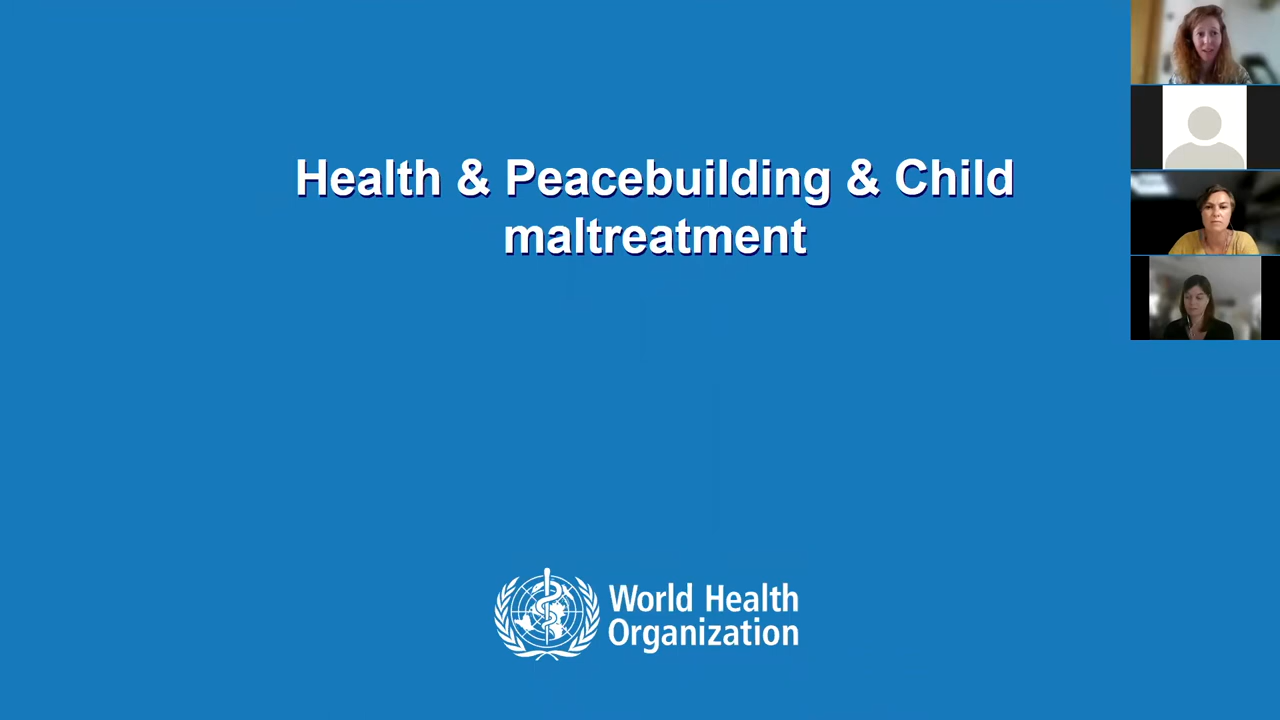 Health & Peacebuilding & Child
maltreatment
World Health
Organization